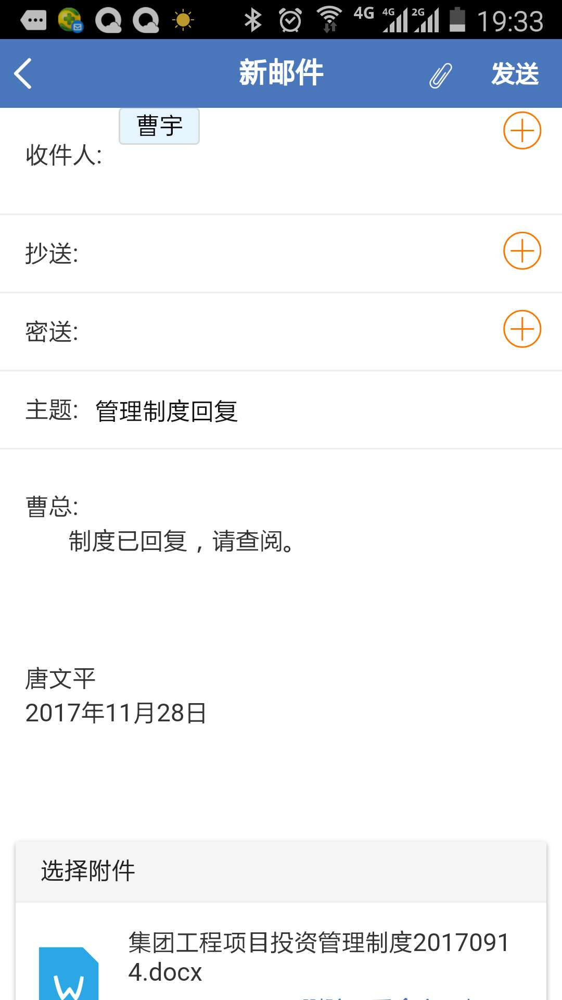 4G 4G 2G 19:33
新邮件 发送
曹宇
收件人:
抄送:
密送:
主题: 管理制度回复
曹总:
制度已回复，请查阅。
唐文平
2017年11月28日
选择附件
集团工程项目投资管理制度2017091
4.docx
W